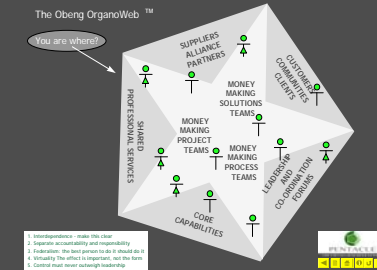 The Obeng OrganoWeb ™
You are where?
SUPPLIERS
ALLIANCE
PARTNERS
CUSTOMERS
COMMUNITIES
CLIENTS
MONEY
MAKING
SOLUTIONS
TEAMS
SHARED
PROFESSIONAL SERVICES
MONEY
MAKING
PROJECT
TEAMS
MONEY
MAKING
PROCESS
TEAMS
LEADERSHIP
AND
CO-ORDINATION
FORUMS
CORE
CAPABILITIES
1. Interdependence - make this clear
2. Separate accountability and responsibility
3. Federalism: the best person to do it should do it
4. Virtuality The effect is important, not the form
5. Control must never outweigh leadership
PENTACLE